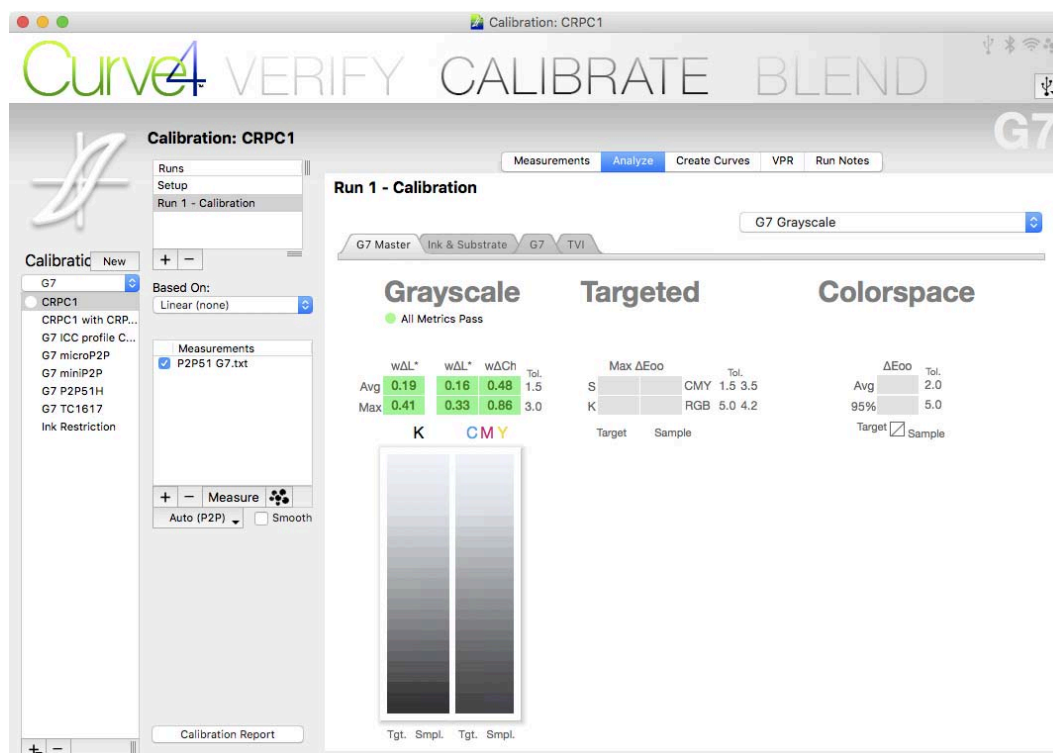 Calibration: CRPC1
Curve4 VERIFY CALIBRATE BLEND
G7
Calibration: CRPC1
Runs
Setup
Run 1 - Calibration
+ −
Based On:
Linear (none)
Measurements
P2P51 G7.txt
+ − Measure
Auto (P2P) Smooth
Calibration Report
Calibratic New
G7
CRPC1
CRPC1 with CRP...
G7 ICC profile C...
G7 microP2P
G7 miniP2P
G7 P2P51H
G7 TC1617
Ink Restriction
+ −
Measurements Analyze Create Curves VPR Run Notes
Run 1 - Calibration
G7 Grayscale
G7 Master Ink & Substrate G7 TVI
Grayscale Targeted Colorspace
All Metrics Pass
wΔL* wΔL* wΔCh Tol.
Avg 0.19 0.16 0.48 1.5
Max 0.41 0.33 0.86 3.0
K CMY
Tgt. Smpl. Tgt. Smpl.
Max ΔEoo Tol.
S CMY 1.5 3.5
K RGB 5.0 4.2
Target Sample
ΔEoo Tol.
Avg 2.0
95% 5.0
Target Sample